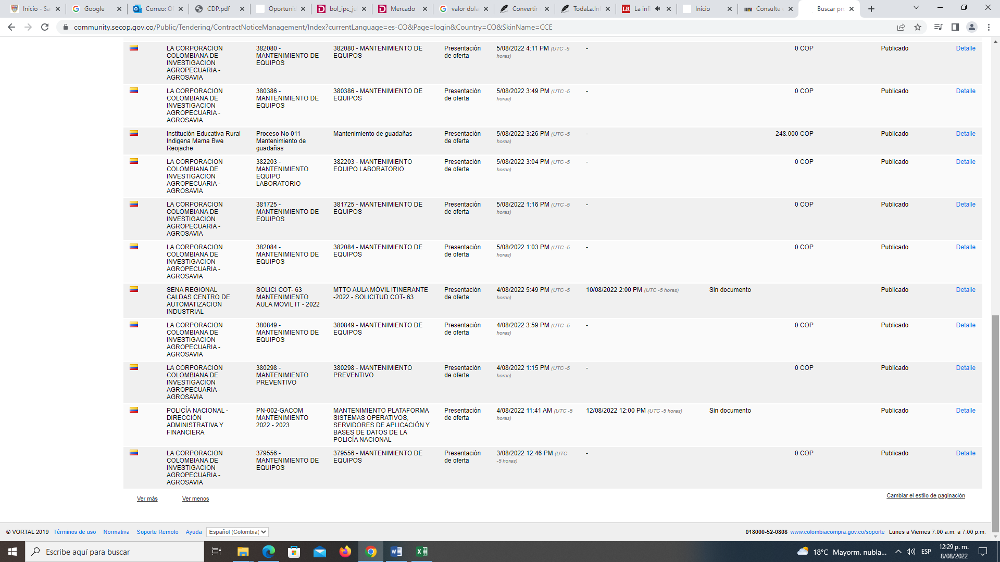 Inicio - Sa
Google
Correo: Ol
CDP.pdf
Oportunic
bol_ipc_ju
Mercado
valor dola
Convertir
TodaLa.Inf
La infl
Inicio
Consulte
Buscar pro
community.secop.gov.co/Public/Tendering/ContractNoticeManagement/Index?currentLanguage=es-CO&Page=login&Country=CO&SkinName=CCE
LA CORPORACION COLOMBIANA DE INVESTIGACION AGROPECUARIA - AGROSAVIA 382080 - MANTENIMIENTO DE EQUIPOS 382080 - MANTENIMIENTO DE EQUIPOS Presentación de oferta 5/08/2022 4:11 PM (UTC -5 horas) - 0 COP Publicado Detalle
LA CORPORACION COLOMBIANA DE INVESTIGACION AGROPECUARIA - AGROSAVIA 380386 - MANTENIMIENTO DE EQUIPOS 380386 - MANTENIMIENTO DE EQUIPOS Presentación de oferta 5/08/2022 3:49 PM (UTC -5 horas) - 0 COP Publicado Detalle
Institución Educativa Rural Indigena Mama Bwe Reojache Proceso No 011 Mantenimiento de guadañas Mantenimiento de guadañas Presentación de oferta 5/08/2022 3:26 PM (UTC -5 horas) - 248.000 COP Publicado Detalle
LA CORPORACION COLOMBIANA DE INVESTIGACION AGROPECUARIA - AGROSAVIA 382203 - MANTENIMIENTO EQUIPO LABORATORIO 382203 - MANTENIMIENTO EQUIPO LABORATORIO Presentación de oferta 5/08/2022 3:04 PM (UTC -5 horas) - 0 COP Publicado Detalle
LA CORPORACION COLOMBIANA DE INVESTIGACION AGROPECUARIA - AGROSAVIA 381725 - MANTENIMIENTO DE EQUIPOS 381725 - MANTENIMIENTO DE EQUIPOS Presentación de oferta 5/08/2022 1:16 PM (UTC -5 horas) - 0 COP Publicado Detalle
LA CORPORACION COLOMBIANA DE INVESTIGACION AGROPECUARIA - AGROSAVIA 382084 - MANTENIMIENTO DE EQUIPOS 382084 - MANTENIMIENTO DE EQUIPOS Presentación de oferta 5/08/2022 1:03 PM (UTC -5 horas) - 0 COP Publicado Detalle
SENA REGIONAL CALDAS CENTRO DE AUTOMATIZACION INDUSTRIAL SOLICI COT- 63 MANTENIMIENTO AULA MOVIL IT - 2022 MTTO AULA MÓVIL ITINERANTE -2022 - SOLICITUD COT- 63 Presentación de oferta 4/08/2022 5:49 PM (UTC -5 horas) 10/08/2022 2:00 PM (UTC -5 horas) Sin documento Publicado Detalle
LA CORPORACION COLOMBIANA DE INVESTIGACION AGROPECUARIA - AGROSAVIA 380849 - MANTENIMIENTO DE EQUIPOS 380849 - MANTENIMIENTO DE EQUIPOS Presentación de oferta 4/08/2022 3:59 PM (UTC -5 horas) - 0 COP Publicado Detalle
LA CORPORACION COLOMBIANA DE INVESTIGACION AGROPECUARIA - AGROSAVIA 380298 - MANTENIMIENTO PREVENTIVO 380298 - MANTENIMIENTO PREVENTIVO Presentación de oferta 4/08/2022 1:15 PM (UTC -5 horas) - 0 COP Publicado Detalle
POLICÍA NACIONAL - DIRECCIÓN ADMINISTRATIVA Y FINANCIERA PN-002-GACOM MANTENIMIENTO 2022 - 2023 MANTENIMIENTO PLATAFORMA SISTEMAS OPERATIVOS, SERVIDORES DE APLICACIÓN Y BASES DE DATOS DE LA POLICÍA NACIONAL Presentación de oferta 4/08/2022 11:41 AM (UTC -5 horas) 12/08/2022 12:00 PM (UTC -5 horas) Sin documento Publicado Detalle
LA CORPORACION COLOMBIANA DE INVESTIGACION AGROPECUARIA - AGROSAVIA 379556 - MANTENIMIENTO DE EQUIPOS 379556 - MANTENIMIENTO DE EQUIPOS Presentación de oferta 3/08/2022 12:46 PM (UTC -5 horas) - 0 COP Publicado Detalle
Ver más Ver menos Cambiar el estilo de paginación
© VORTAL 2019 Términos de uso Normativa Soporte Remoto Ayuda Español (Colombia) 018000-52-0808 www.colombiacompra.gov.co/soporte Lunes a Viernes 7:00 a.m. a 7:00 p.m.
Escribe aquí para buscar
18°C Mayorm. nubla... ESP
12:29 p. m.
8/08/2022